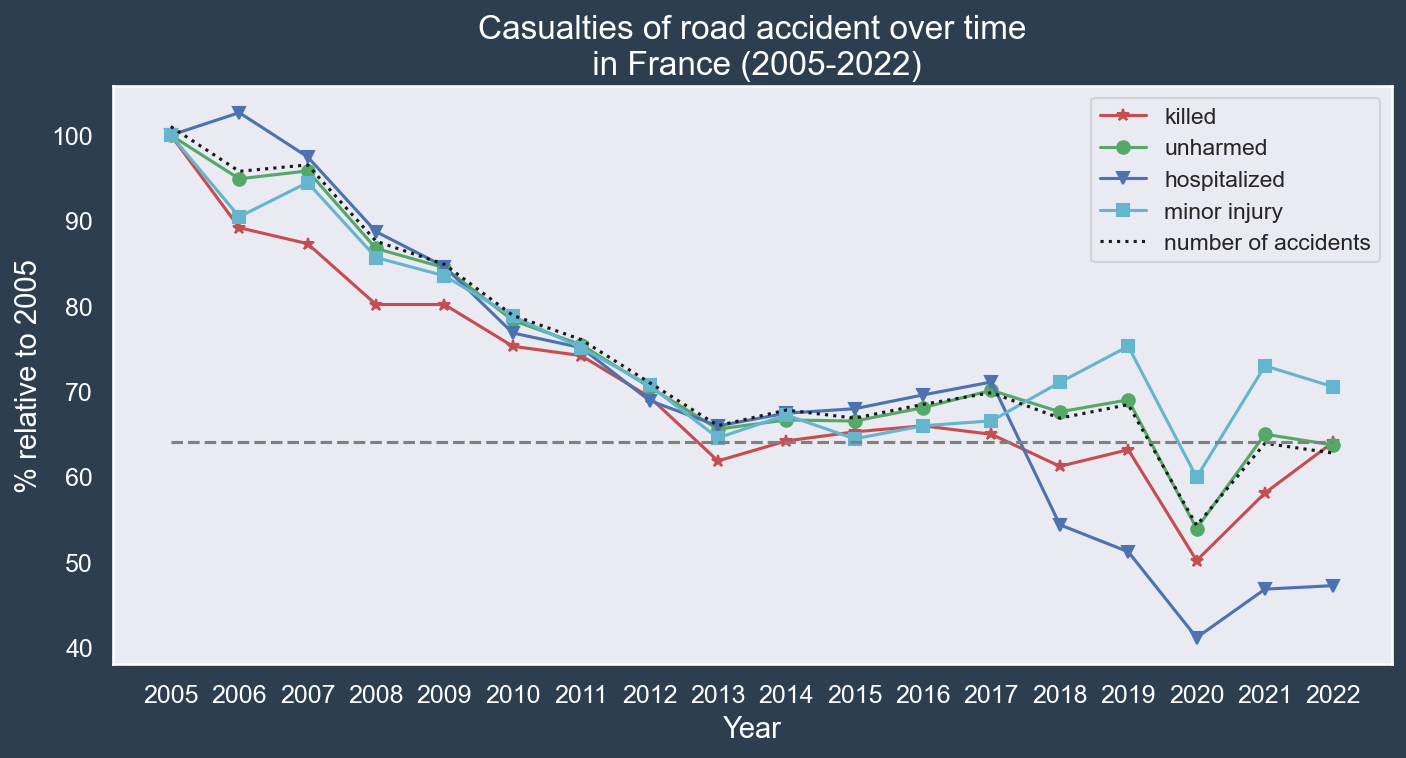 Casualties of road accident over time
in France (2005-2022)
killed
unharmed
hospitalized
minor injury
number of accidents
% relative to 2005
100
90
80
70
60
50
40
2005 2006 2007 2008 2009 2010 2011 2012 2013 2014 2015 2016 2017 2018 2019 2020 2021 2022
Year